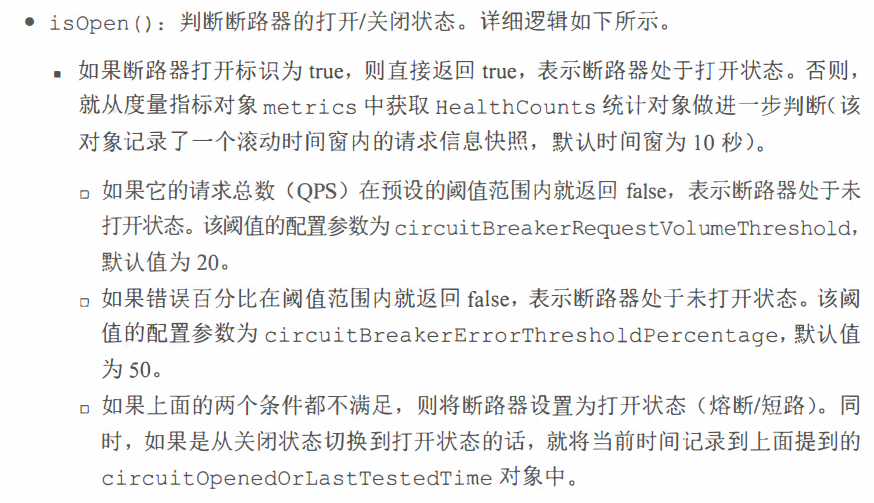 ● isOpen()：判断断路器的打开/关闭状态。详细逻辑如下所示。
■ 如果断路器打开标识为 true，则直接返回 true，表示断路器处于打开状态。否则，
就从度量指标对象 metrics 中获取 HealthCounts 统计对象做进一步判断（该
对象记录了一个滚动时间窗内的请求信息快照，默认时间窗为 10 秒）。
□ 如果它的请求总数（QPS）在预设的阈值范围内就返回 false，表示断路器处于未
打开状态。该阈值的配置参数为 circuitBreakerRequestVolumeThreshold，
默认值为 20。
□ 如果错误百分比在阈值范围内就返回 false，表示断路器处于未打开状态。该阈
值的配置参数为 circuitBreakerErrorThresholdPercentage，默认值
为 50。
□ 如果上面的两个条件都不满足，则将断路器设置为打开状态（熔断/短路）。同
时，如果是从关闭状态切换到打开状态的话，就将当前时间记录到上面提到的
circuitOpenedOrLastTestedTime 对象中。